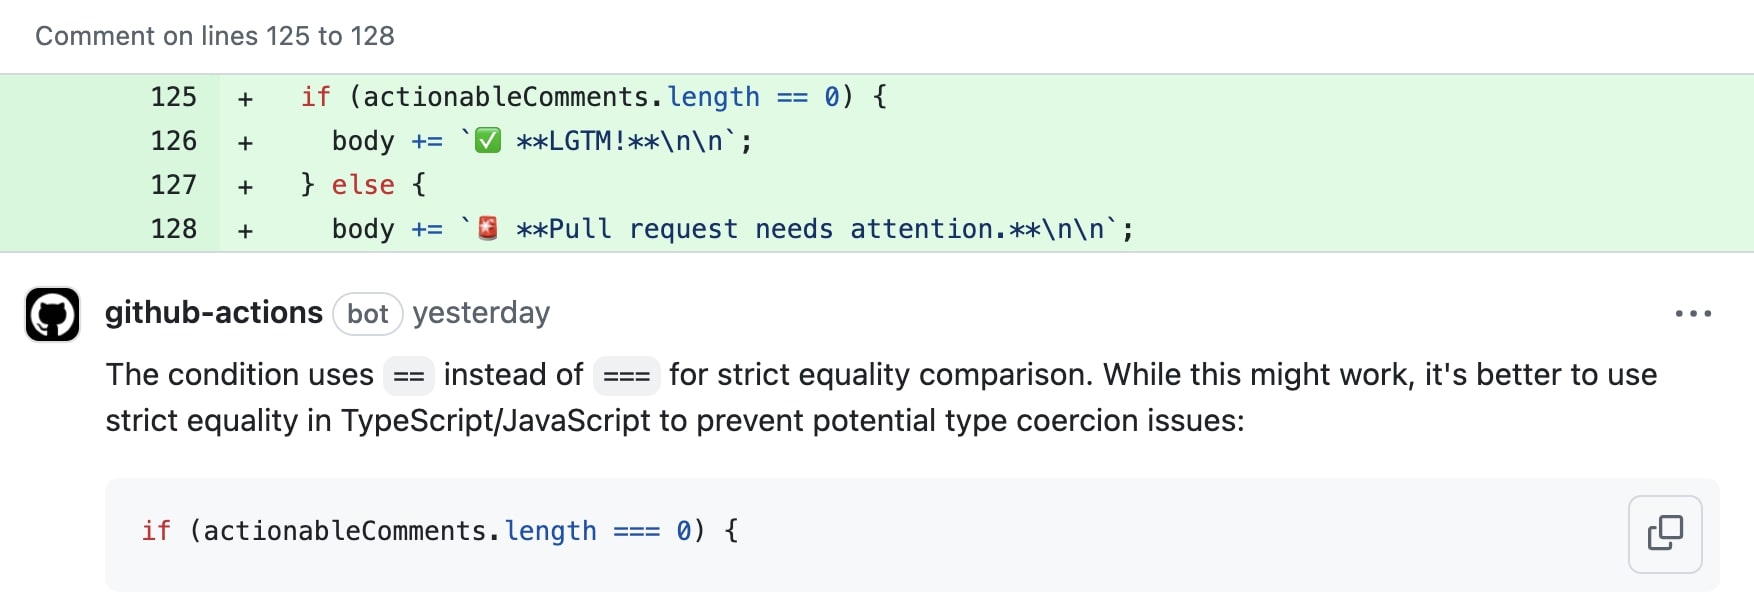 Comment on lines 125 to 128
125 + if (actionableComments.length == 0) {
126 + body += `✅ **LGTM!**\n\n`;
127 + } else {
128 + body += `🚨 **Pull request needs attention.**\n\n`;
github-actions bot yesterday
The condition uses == instead of === for strict equality comparison. While this might work, it's better to use
strict equality in TypeScript/JavaScript to prevent potential type coercion issues:
if (actionableComments.length === 0) {